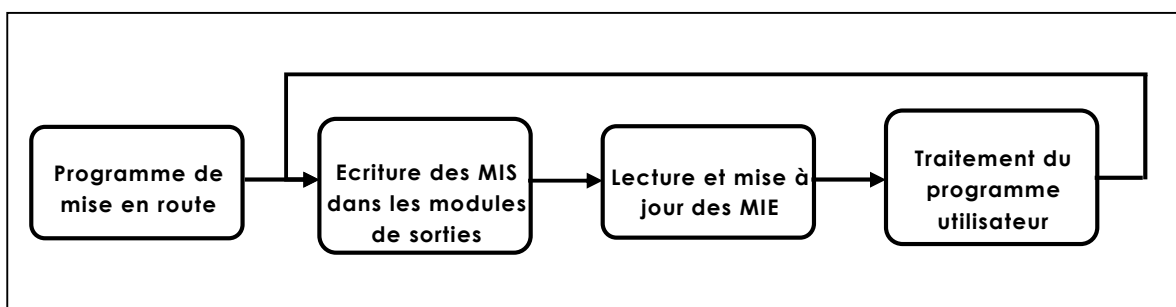 Programme de
mise en route
Ecriture des MIS
dans les modules
de sorties
Lecture et mise à
jour des MIE
Traitement du
programme
utilisateur